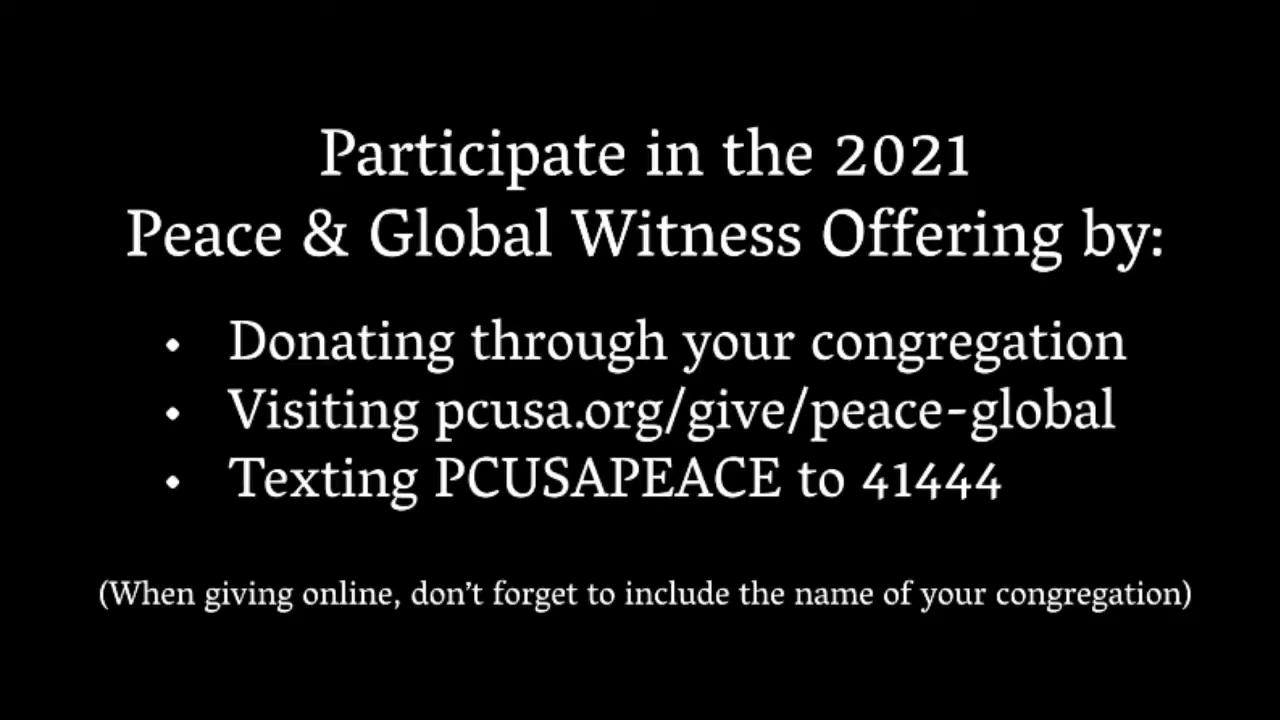 Participate in the 2021
Peace & Global Witness Offering by:
• Donating through your congregation
• Visiting pcusa.org/give/peace-global
• Texting PCUSAPEACE to 41444
(When giving online, don’t forget to include the name of your congregation)